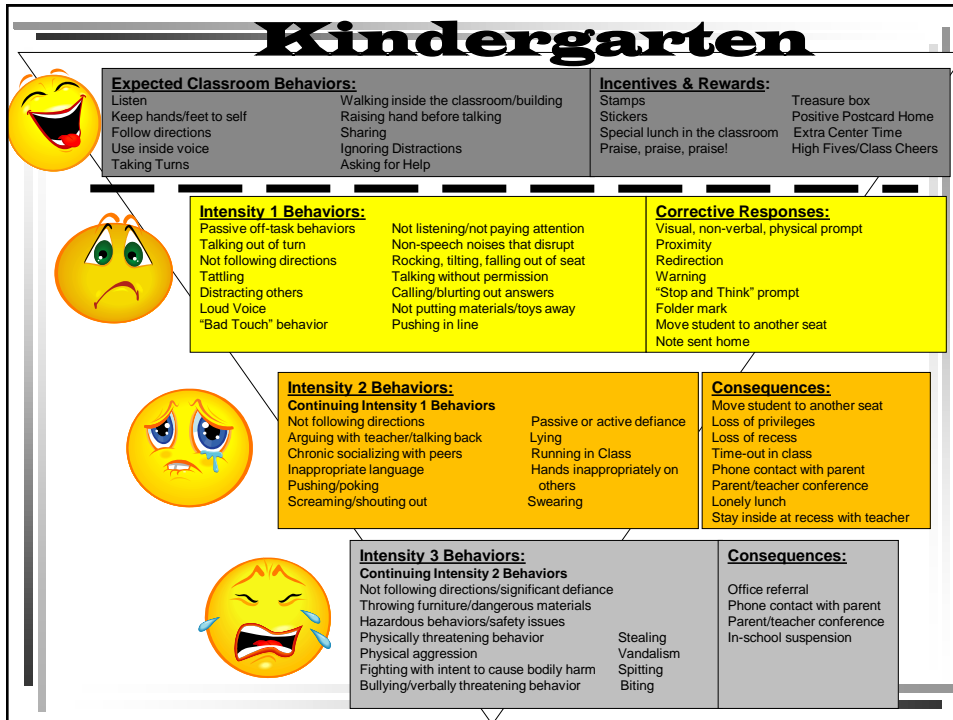 Kindergarten
Expected Classroom Behaviors:
Listen
Keep hands/feet to self
Follow directions
Use inside voice
Taking Turns
Walking inside the classroom/building
Raising hand before talking
Sharing
Ignoring Distractions
Asking for Help
Incentives & Rewards:
Stamps
Stickers
Special lunch in the classroom
Praise, praise, praise!
Treasure box
Positive Postcard Home
Extra Center Time
High Fives/Class Cheers
Intensity 1 Behaviors:
Passive off-task behaviors
Talking out of turn
Not following directions
Tattling
Distracting others
Loud Voice
“Bad Touch” behavior
Not listening/not paying attention
Non-speech noises that disrupt
Rocking, tilting, falling out of seat
Talking without permission
Calling/blurting out answers
Not putting materials/toys away
Pushing in line
Corrective Responses:
Visual, non-verbal, physical prompt
Proximity
Redirection
Warning
“Stop and Think” prompt
Folder mark
Move student to another seat
Note sent home
Intensity 2 Behaviors:
Continuing Intensity 1 Behaviors
Not following directions
Arguing with teacher/talking back
Chronic socializing with peers
Inappropriate language
Pushing/poking
Screaming/shouting out
Passive or active defiance
Lying
Running in Class
Hands inappropriately on
others
Swearing
Consequences:
Move student to another seat
Loss of privileges
Loss of recess
Time-out in class
Phone contact with parent
Parent/teacher conference
Lonely lunch
Stay inside at recess with teacher
Intensity 3 Behaviors:
Continuing Intensity 2 Behaviors
Not following directions/significant defiance
Throwing furniture/dangerous materials
Hazardous behaviors/safety issues
Physically threatening behavior
Physical aggression
Fighting with intent to cause bodily harm
Bullying/verbally threatening behavior
Stealing
Vandalism
Spitting
Biting
Consequences:
Office referral
Phone contact with parent
Parent/teacher conference
In-school suspension